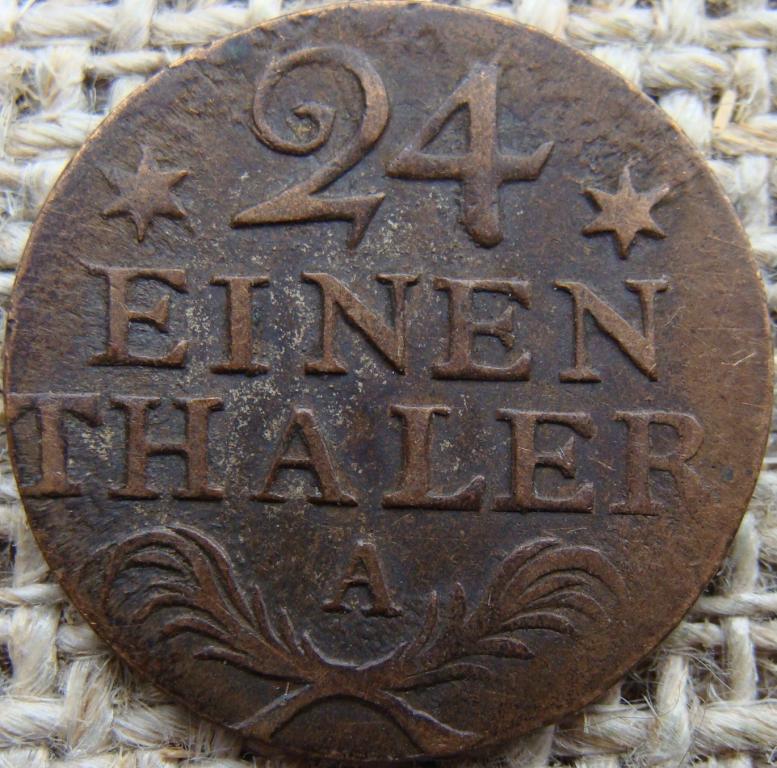 24
EINEN
THALER
A